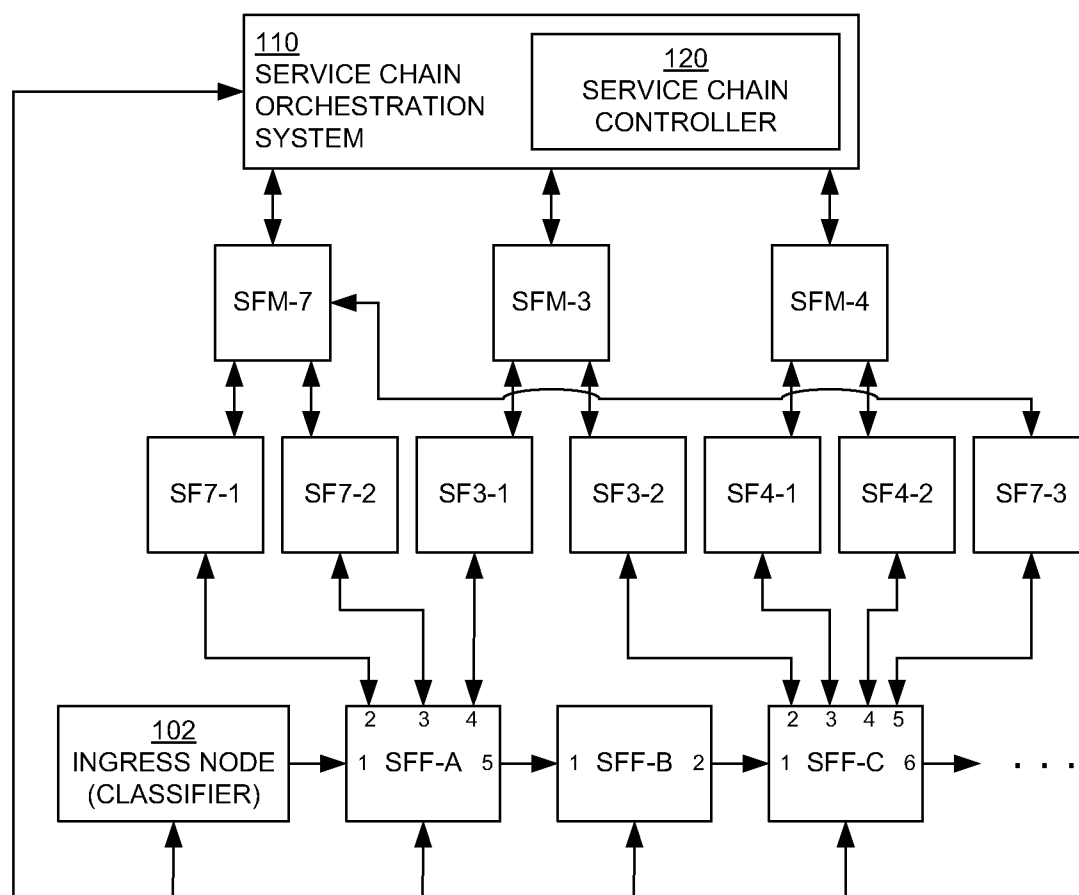 110
SERVICE CHAIN
ORCHESTRATION
SYSTEM
120
SERVICE CHAIN
CONTROLLER
SFM-7
SFM-3
SFM-4
SF7-1
SF7-2
SF3-1
SF3-2
SF4-1
SF4-2
SF7-3
102
INGRESS NODE
(CLASSIFIER)
2 3 4
1 SFF-A 5
1 SFF-B 2
2 3 4 5
1 SFF-C 6
. . .